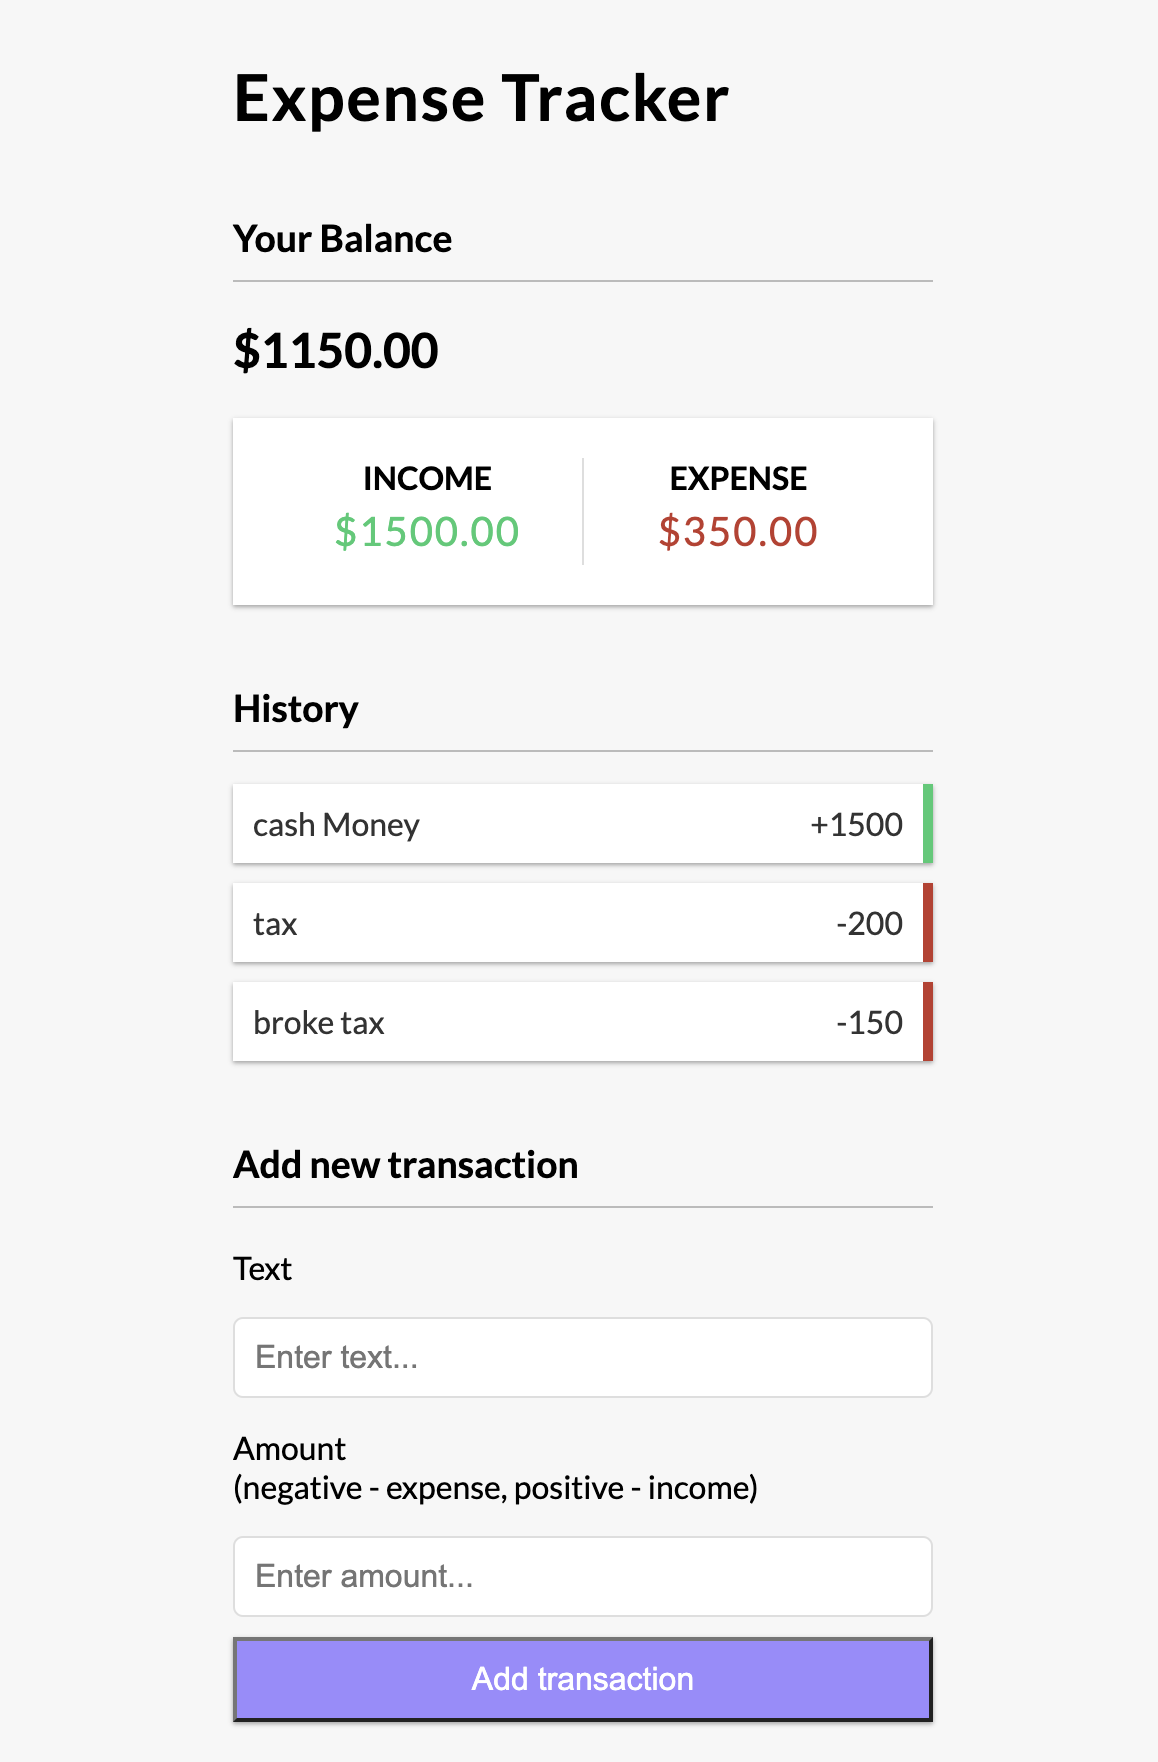 Expense Tracker
Your Balance
$1150.00
INCOME EXPENSE
$1500.00 $350.00
History
cash Money +1500
tax -200
broke tax -150
Add new transaction
Text
Enter text...
Amount
(negative - expense, positive - income)
Enter amount...
Add transaction